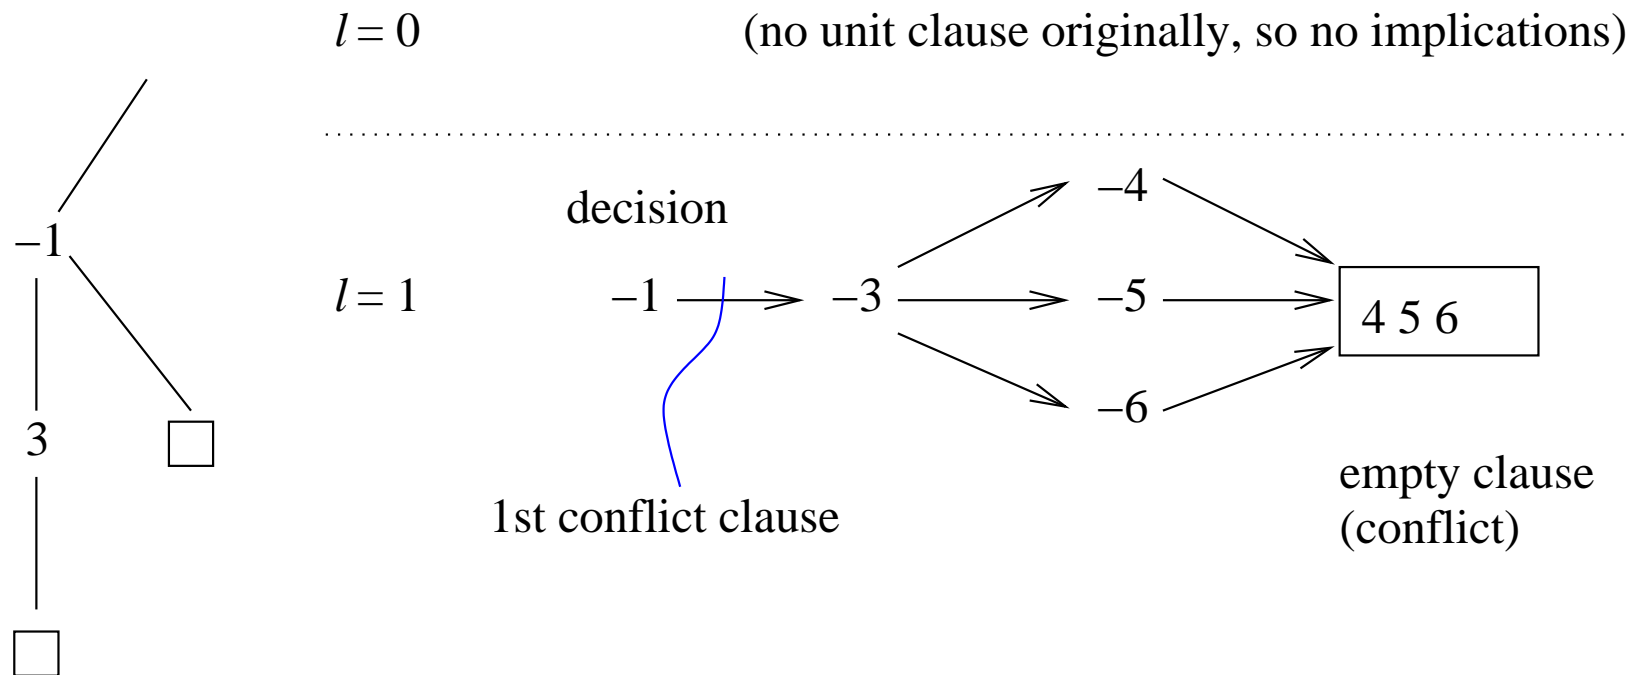 l = 0 (no unit clause originally, so no implications)
−4
decision
−1
l = 1 −1 −3 −5 4 5 6
−6
3
empty clause
1st conflict clause
(conflict)